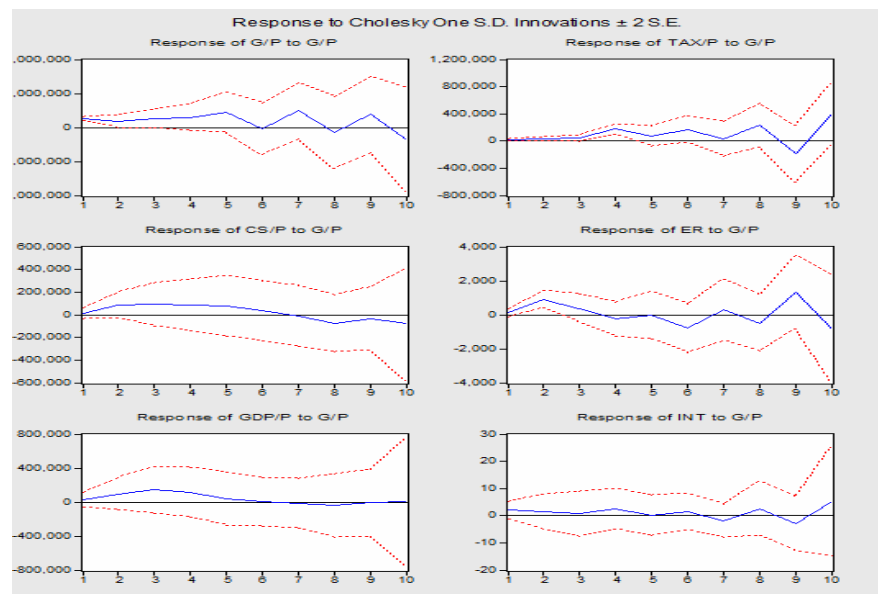 Response to Cholesky One S.D. Innovations ± 2 S.E.
Response of G/P to G/P
,000,000
,000,000
0
,000,000
,000,000
1 2 3 4 5 6 7 8 9 10
Response of TAX/P to G/P
1,200,000
800,000
400,000
0
-400,000
-800,000
1 2 3 4 5 6 7 8 9 10
Response of CS/P to G/P
600,000
400,000
200,000
0
-200,000
-400,000
-600,000
1 2 3 4 5 6 7 8 9 10
Response of ER to G/P
4,000
2,000
0
-2,000
-4,000
1 2 3 4 5 6 7 8 9 10
Response of GDP/P to G/P
800,000
400,000
0
-400,000
-800,000
1 2 3 4 5 6 7 8 9 10
Response of INT to G/P
30
20
10
0
-10
-20
1 2 3 4 5 6 7 8 9 10